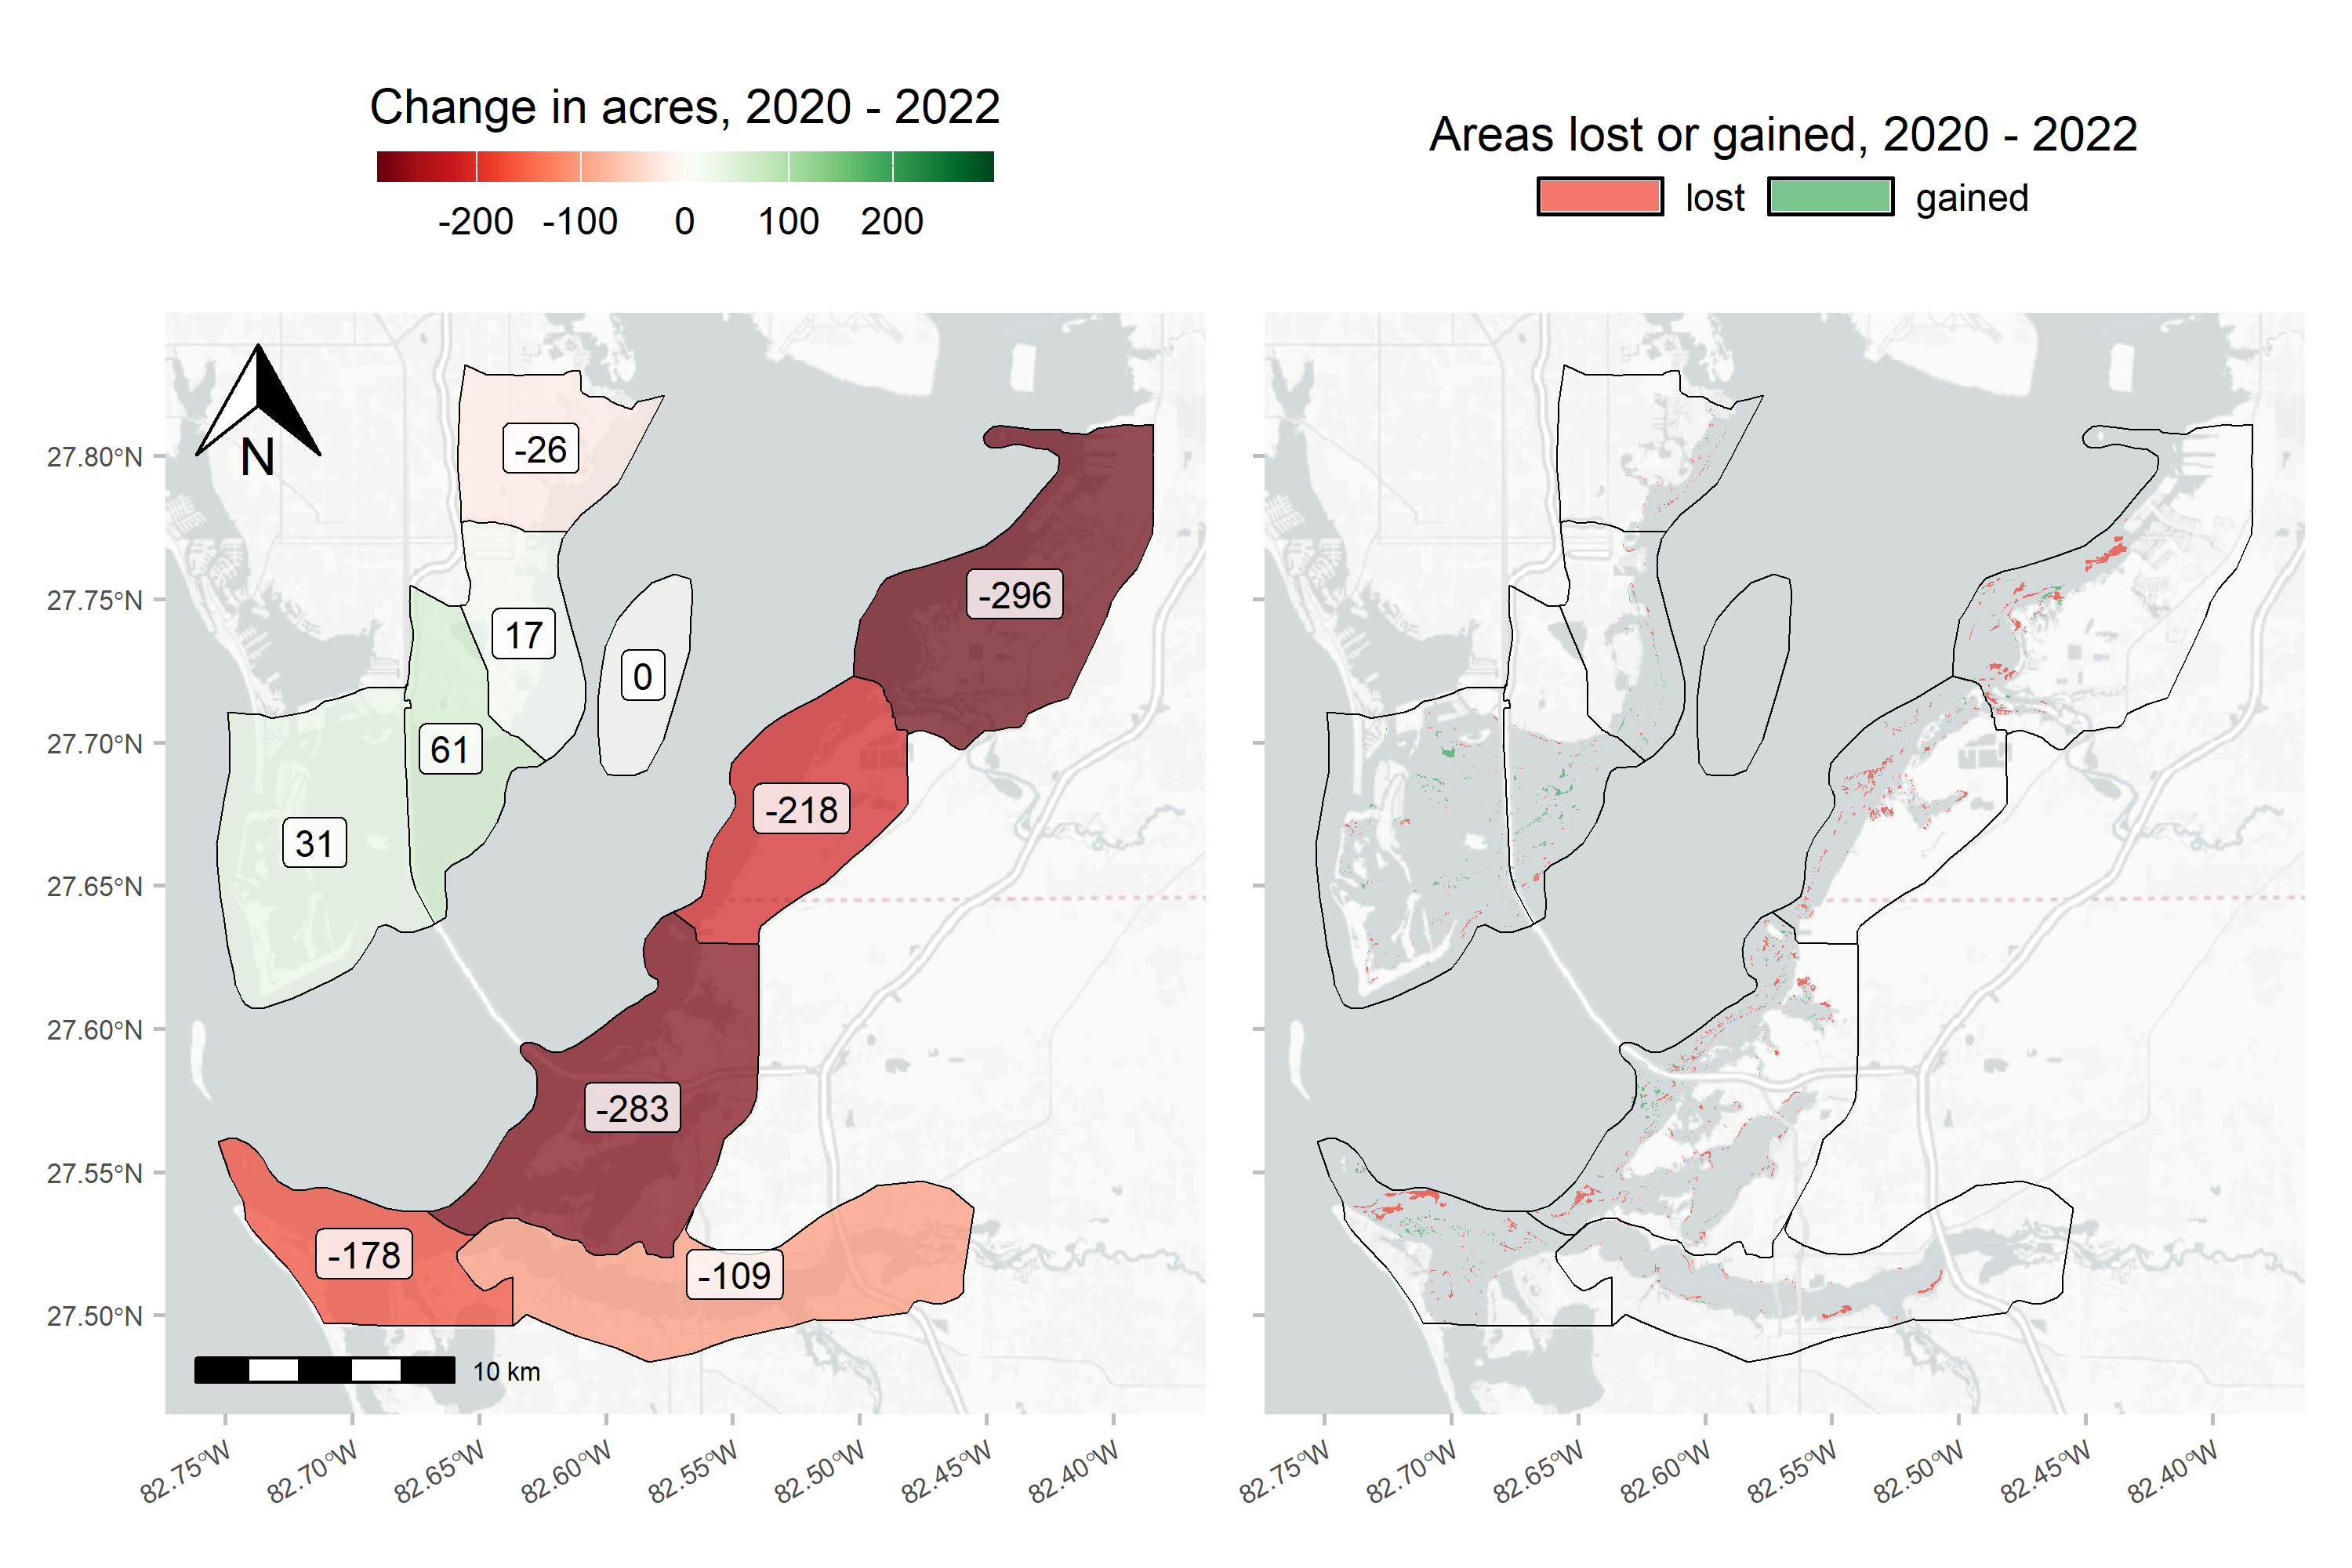 Change in acres, 2020 - 2022
-200 -100 0 100 200
Areas lost or gained, 2020 - 2022
lost gained
N
27.80°N
27.75°N
27.70°N
27.65°N
27.60°N
27.55°N
27.50°N
-26
-296
17
0
61
-218
31
-283
-178
-109
10 km
82.75°W 82.70°W 82.65°W 82.60°W 82.55°W 82.50°W 82.45°W 82.40°W
82.75°W 82.70°W 82.65°W 82.60°W 82.55°W 82.50°W 82.45°W 82.40°W